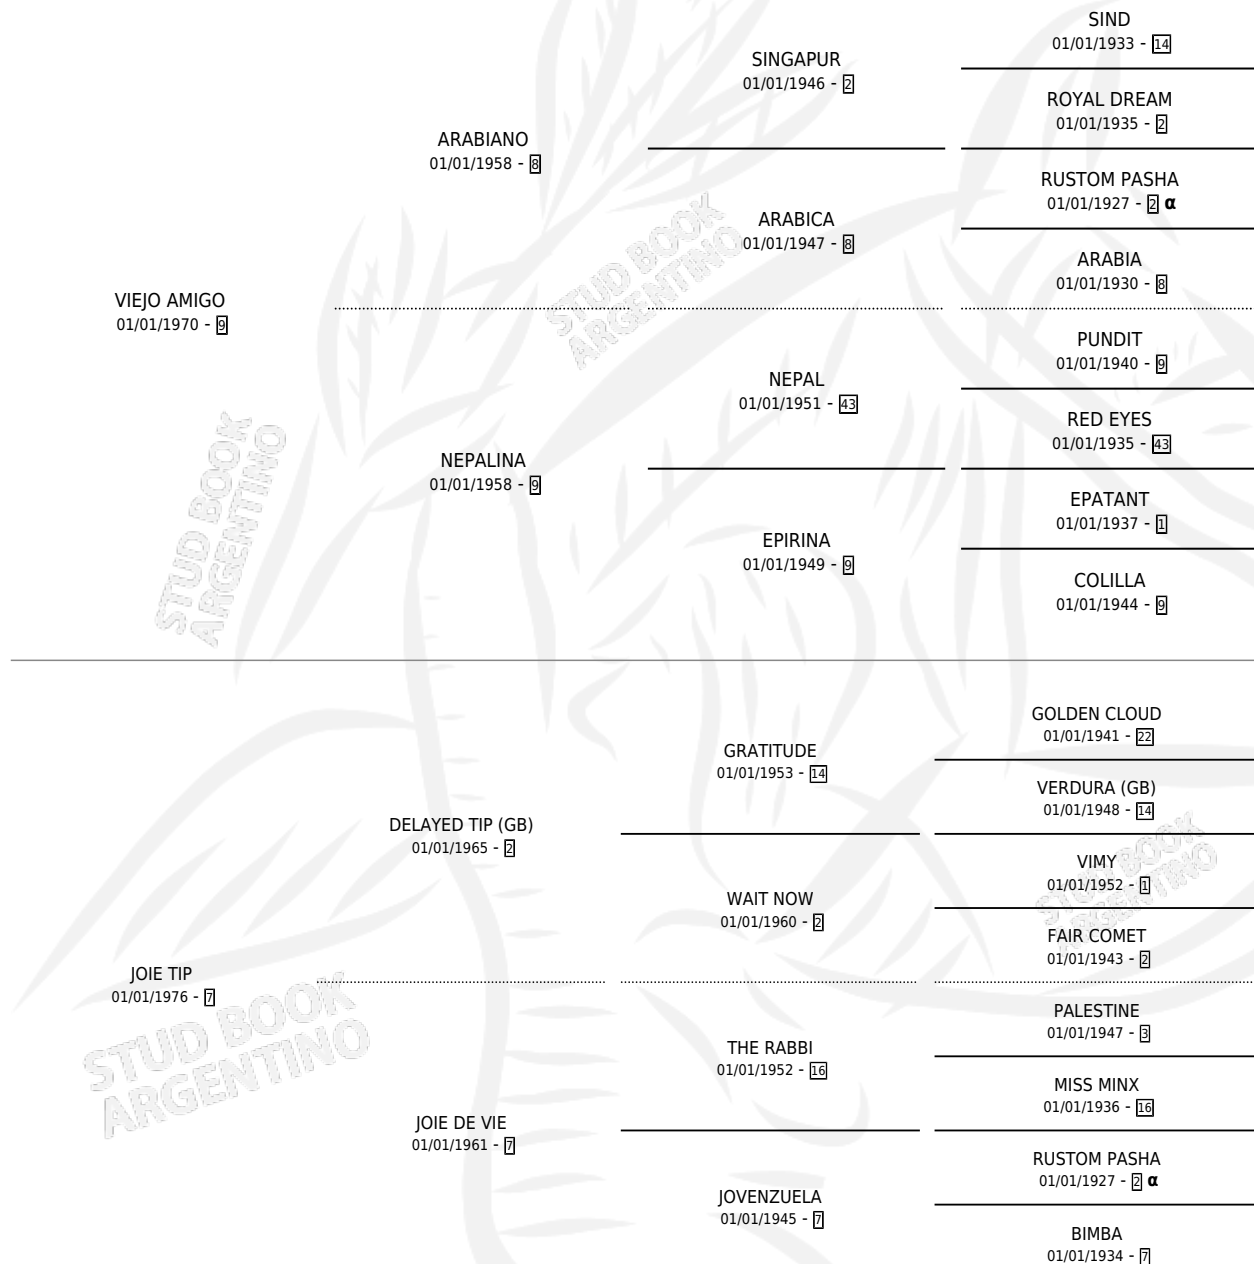 SIND
01/01/1933 - 14
SINGAPUR
01/01/1946 - 2
ROYAL DREAM
01/01/1935 - 2
ARABIANO
01/01/1958 - 8
RUSTOM PASHA
01/01/1927 - 2 α
ARABICA
01/01/1947 - 8
ARABIA
01/01/1930 - 8
VIEJO AMIGO
01/01/1970 - 9
PUNDIT
01/01/1940 - 9
NEPAL
01/01/1951 - 43
RED EYES
01/01/1935 - 43
NEPALINA
01/01/1958 - 9
EPATANT
01/01/1937 - 1
EPIRINA
01/01/1949 - 9
COLILLA
01/01/1944 - 9
GOLDEN CLOUD
01/01/1941 - 22
GRATITUDE
01/01/1953 - 14
VERDURA (GB)
01/01/1948 - 14
DELAYED TIP (GB)
01/01/1965 - 2
VIMY
01/01/1952 - 1
WAIT NOW
01/01/1960 - 2
FAIR COMET
01/01/1943 - 2
JOIE TIP
01/01/1976 - 7
PALESTINE
01/01/1947 - 3
THE RABBI
01/01/1952 - 16
MISS MINX
01/01/1936 - 16
JOIE DE VIE
01/01/1961 - 7
RUSTOM PASHA
01/01/1927 - 2 α
JOVENZUELA
01/01/1945 - 7
BIMBA
01/01/1934 - 7
STUD BOOK
ARGENTINO
STUD BOOK
ARGENTINO
STUD BOOK
ARGENTINO
STUD BOOK
ARGENTINO